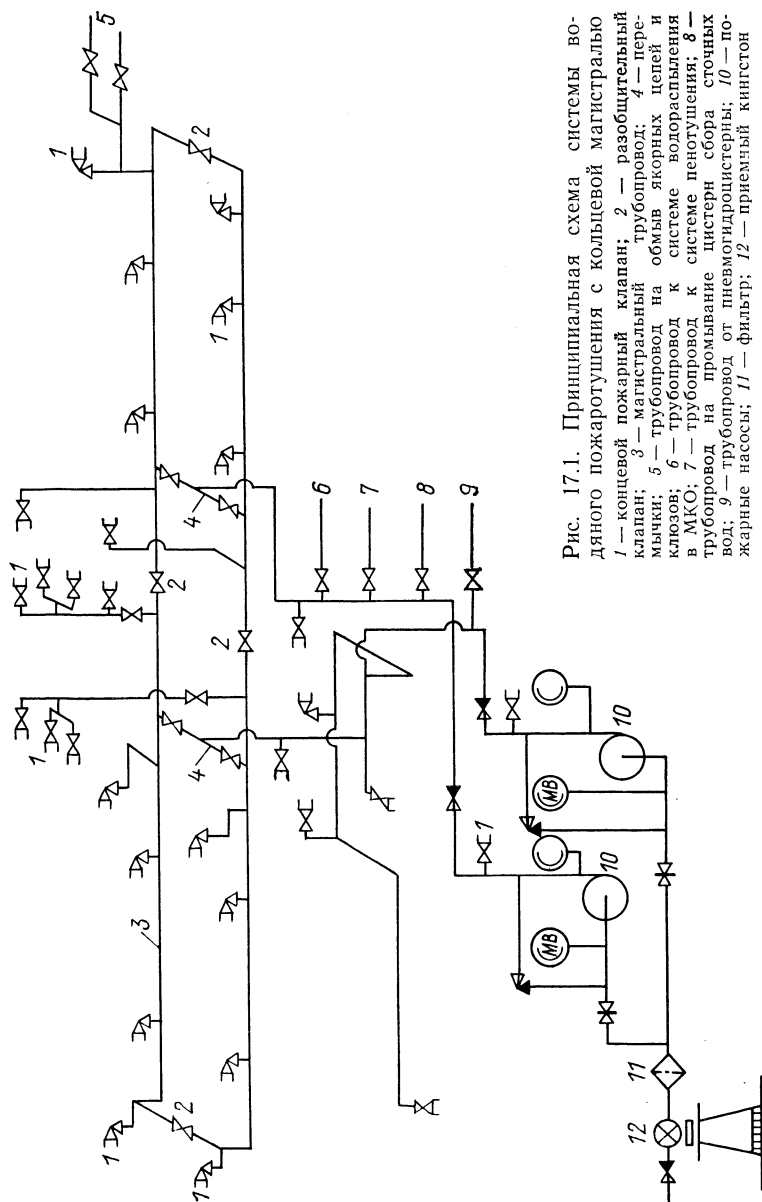 5
1
2
1
1
2
2
4
6
7
8
9
1
4
3
1
2
1
1
10
МВ
10
МВ
11
12
Рис. 17.1. Принципиальная схема системы во-
дяного пожаротушения с кольцевой магистралью
1 — концевой пожарный клапан; 2 — разобщительный
клапан; 3 — магистральный трубопровод; 4 — пере-
мычки; 5 — трубопровод на обмыв якорных цепей и
клюзов; 6 — трубопровод к системе водораспыления
в МКО; 7 — трубопровод к системе пенотушения; 8 —
трубопровод на промывание цистерн сбора сточных
вод; 9 — трубопровод от пневмогидроцистерны; 10 — по-
жарные насосы; 11 — фильтр; 12 — приемный кингстон